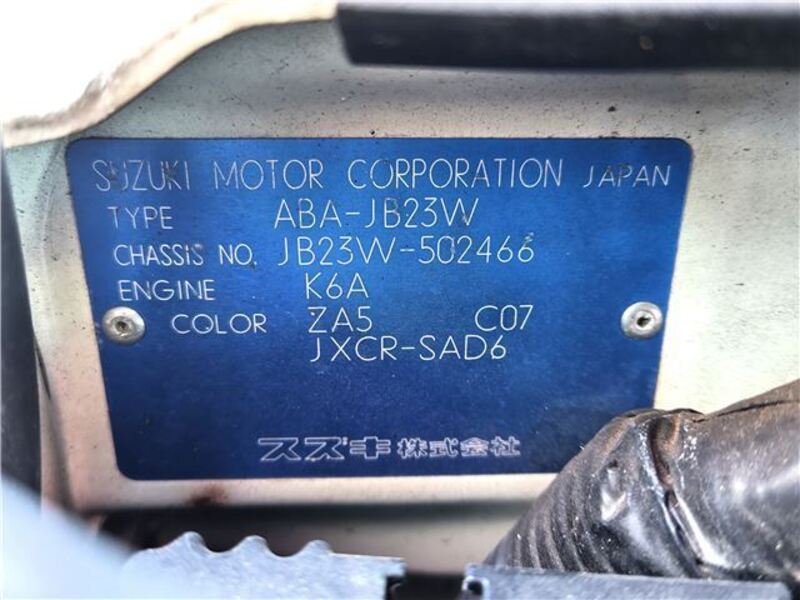 SUZUKI MOTOR CORPORATION JAPAN
TYPE ABA-JB23W
CHASSIS NO. JB23W-502466
ENGINE K6A
COLOR ZA5 C07
JXCR-SAD6
スズキ株式会社